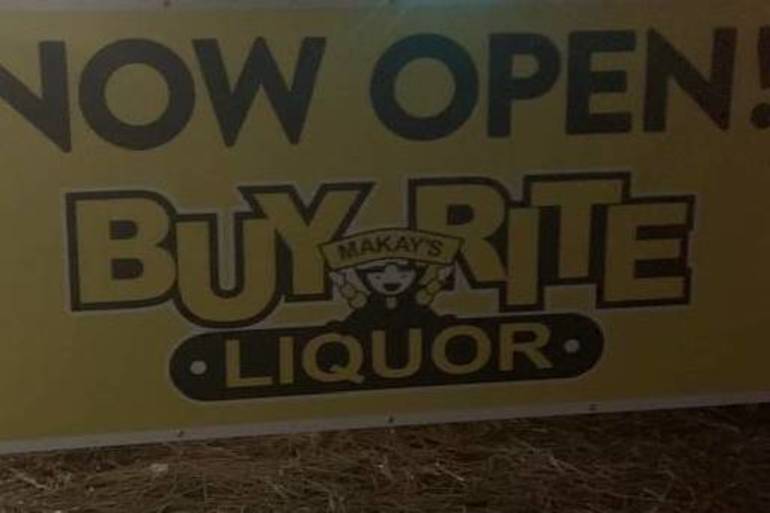 NOW OPEN!
BUY RITE
MAKAY'S
LIQUOR